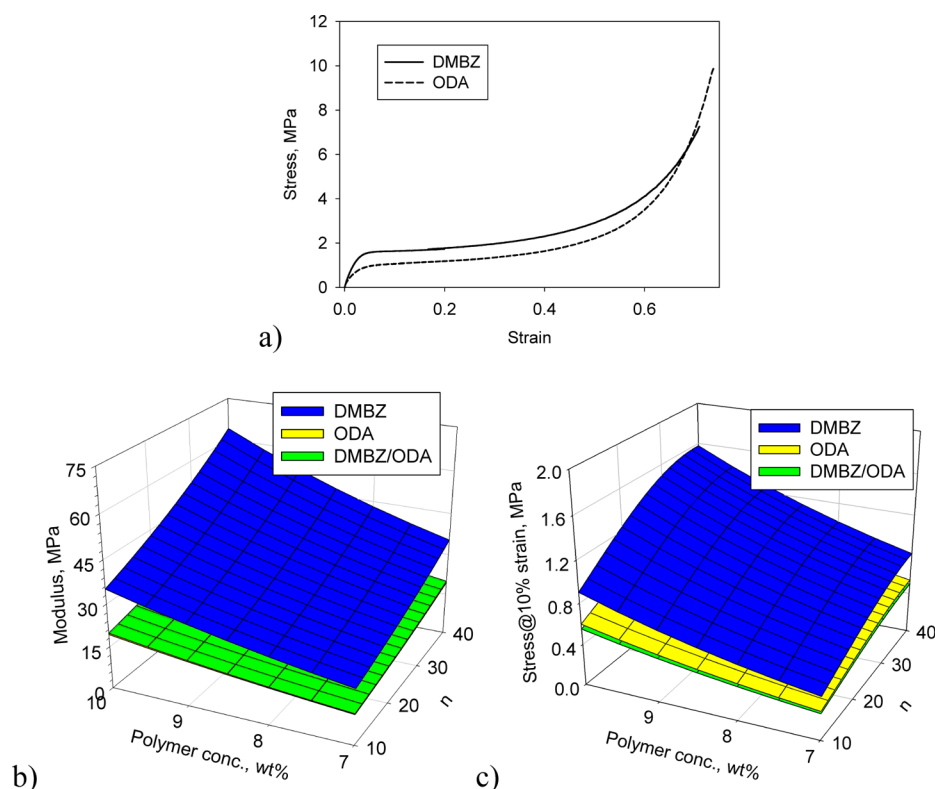 12
10
8
6
4
2
0
Stress, MPa
DMBZ
ODA
0.0 0.2 0.4 0.6
Strain
a)
DMBZ
ODA
DMBZ/ODA
75
60
45
30
15
0
Modulus, MPa
10 9 8 7
Polymer conc., wt%
10 20 30 40
n
b)
DMBZ
ODA
DMBZ/ODA
2.0
1.6
1.2
0.8
0.4
0.0
Stress@10% strain, MPa
9 8 7
Polymer conc., wt%
10 20 30 40
n
c)